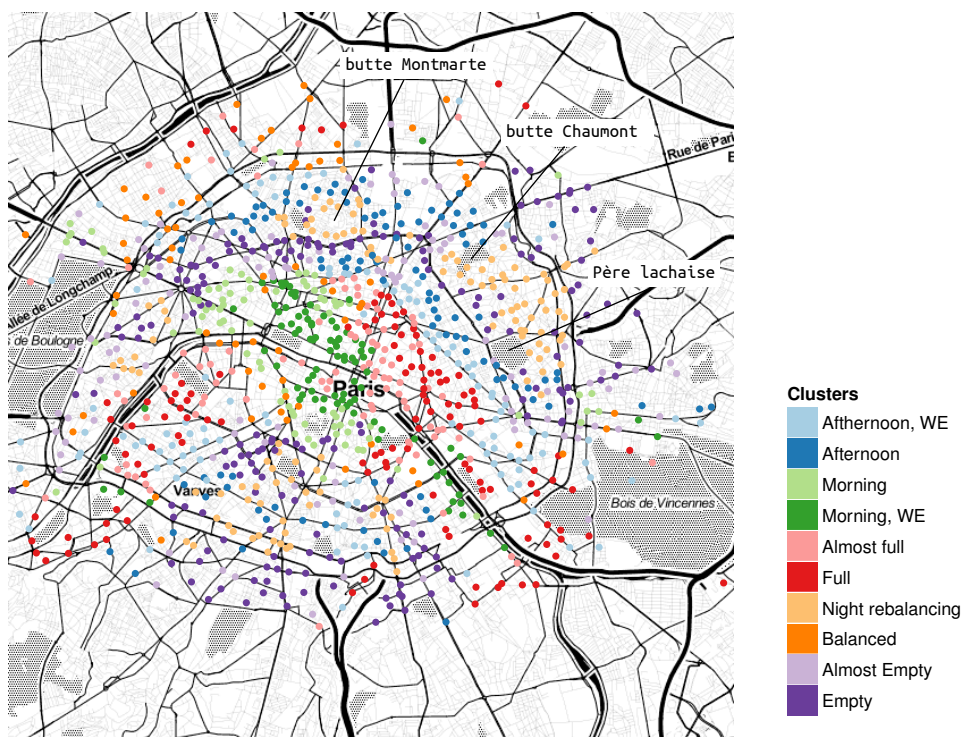 butte Montmarte
butte Chaumont
Rue de Pari
E
Père lachaise
Allée de Longchamp
s de Boulogne
Paris
Vanves
Bois de Vincennes
Clusters
Afthernoon, WE
Afternoon
Morning
Morning, WE
Almost full
Full
Night rebalancing
Balanced
Almost Empty
Empty